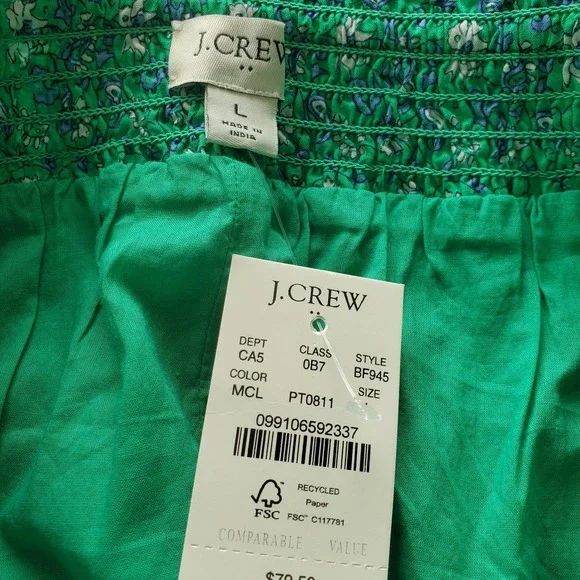 J.CREW
L
MADE IN
INDIA
J.CREW
DEPT CLASS STYLE
CA5 0B7 BF945
COLOR SIZE
MCL PT0811
099106592337
RECYCLED
Paper
FSC FSC™ C117781
COMPARABLE VALUE